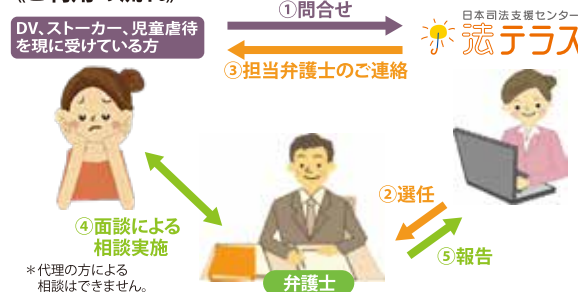 ①問合せ
日本司法支援センター
法テラス
DV、ストーカー、児童虐待
を現に受けている方
③担当弁護士のご連絡
②選任
④面談による
相談実施
⑤報告
＊代理の方による
相談はできません。
弁護士